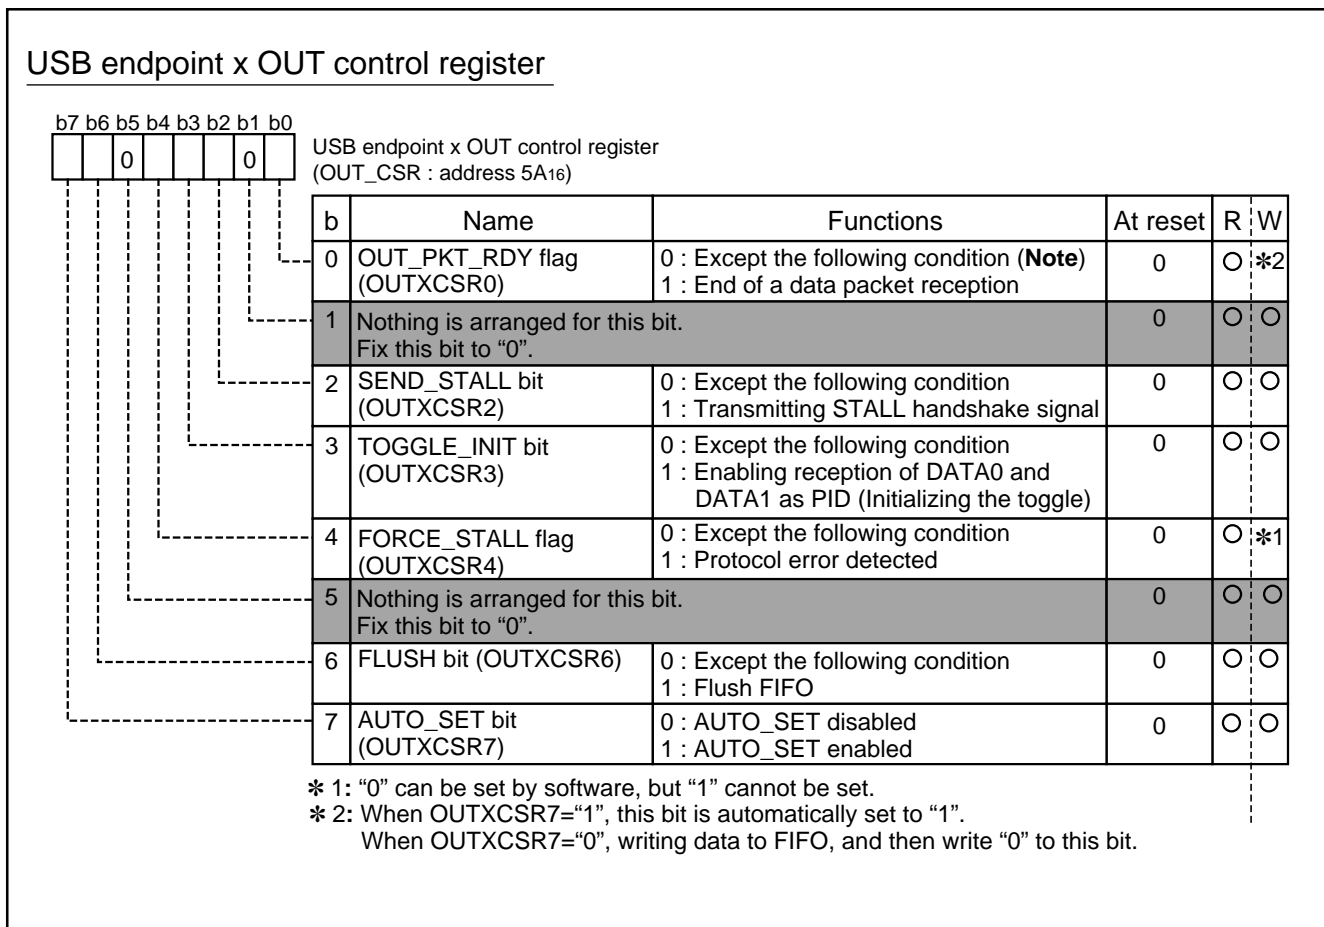 USB endpoint x OUT control register
b7 b6 b5 b4 b3 b2 b1 b0
0 0
USB endpoint x OUT control register
(OUT_CSR : address 5A16)
b Name Functions At reset R W
0 OUT_PKT_RDY flag 0 : Except the following condition (Note) 0 O ✽2
(OUTXCSR0) 1 : End of a data packet reception
1 Nothing is arranged for this bit. 0 O O
Fix this bit to “0”.
2 SEND_STALL bit 0 : Except the following condition 0 O O
(OUTXCSR2) 1 : Transmitting STALL handshake signal
3 TOGGLE_INIT bit 0 : Except the following condition 0 O O
(OUTXCSR3) 1 : Enabling reception of DATA0 and
DATA1 as PID (Initializing the toggle)
4 FORCE_STALL flag 0 : Except the following condition 0 O ✽1
(OUTXCSR4) 1 : Protocol error detected
5 Nothing is arranged for this bit. 0 O O
Fix this bit to “0”.
6 FLUSH bit (OUTXCSR6) 0 : Except the following condition 0 O O
1 : Flush FIFO
7 AUTO_SET bit 0 : AUTO_SET disabled 0 O O
(OUTXCSR7) 1 : AUTO_SET enabled
✽ 1: “0” can be set by software, but “1” cannot be set.
✽ 2: When OUTXCSR7=“1”, this bit is automatically set to “1”.
When OUTXCSR7=“0”, writing data to FIFO, and then write “0” to this bit.